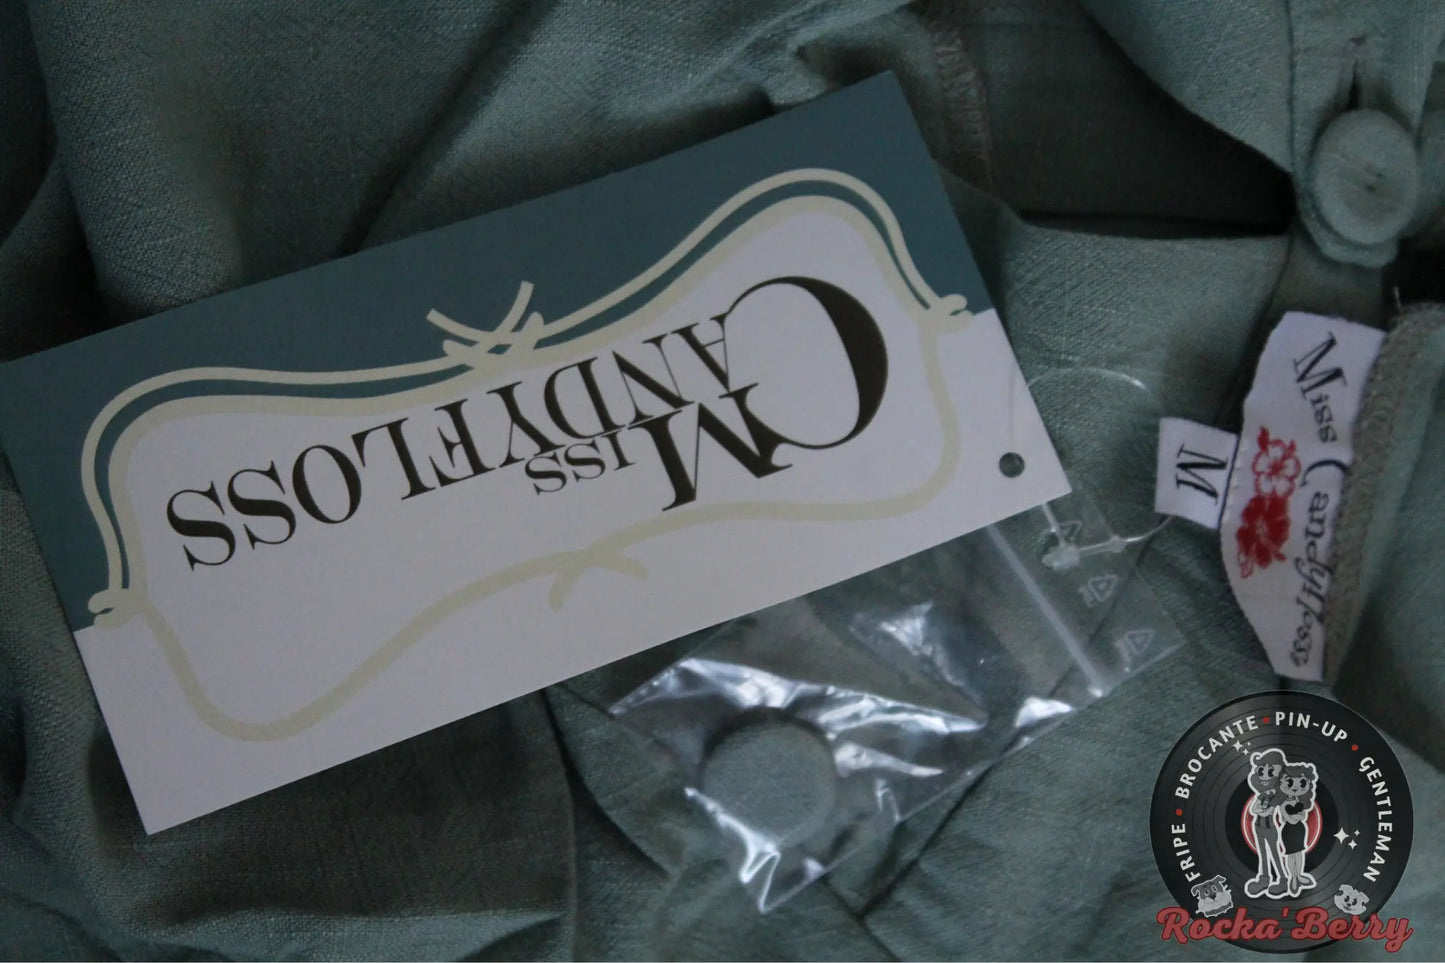 MISS
CANDYFLOSS
M
Miss Candyfloss
FRIPE • BROCANTE • PIN-UP • GENTLEMAN
Rocka'Berry